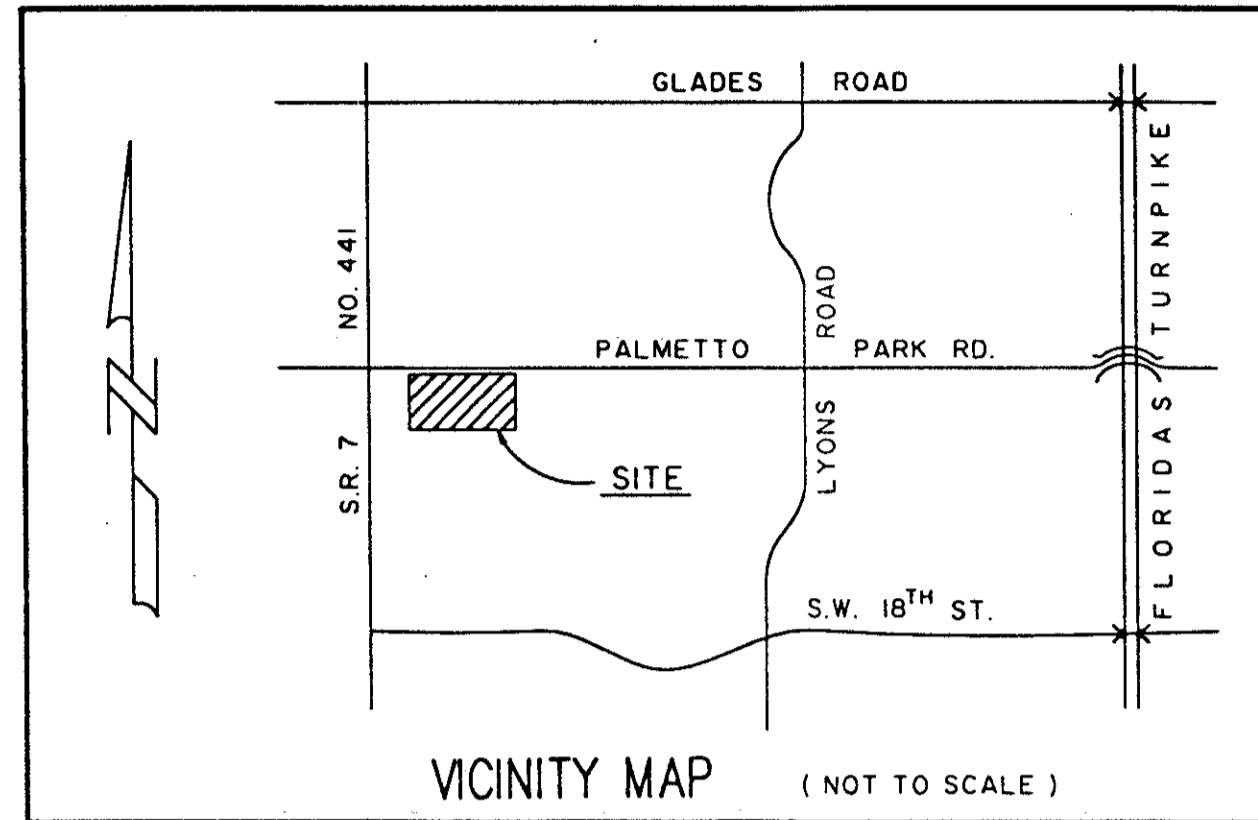 GLADES ROAD
FLORIDAS TURNPIKE
S.R. 7 NO. 441
LYONS ROAD
PALMETTO PARK RD.
SITE
S.W. 18TH ST.
N
VICINITY MAP (NOT TO SCALE)